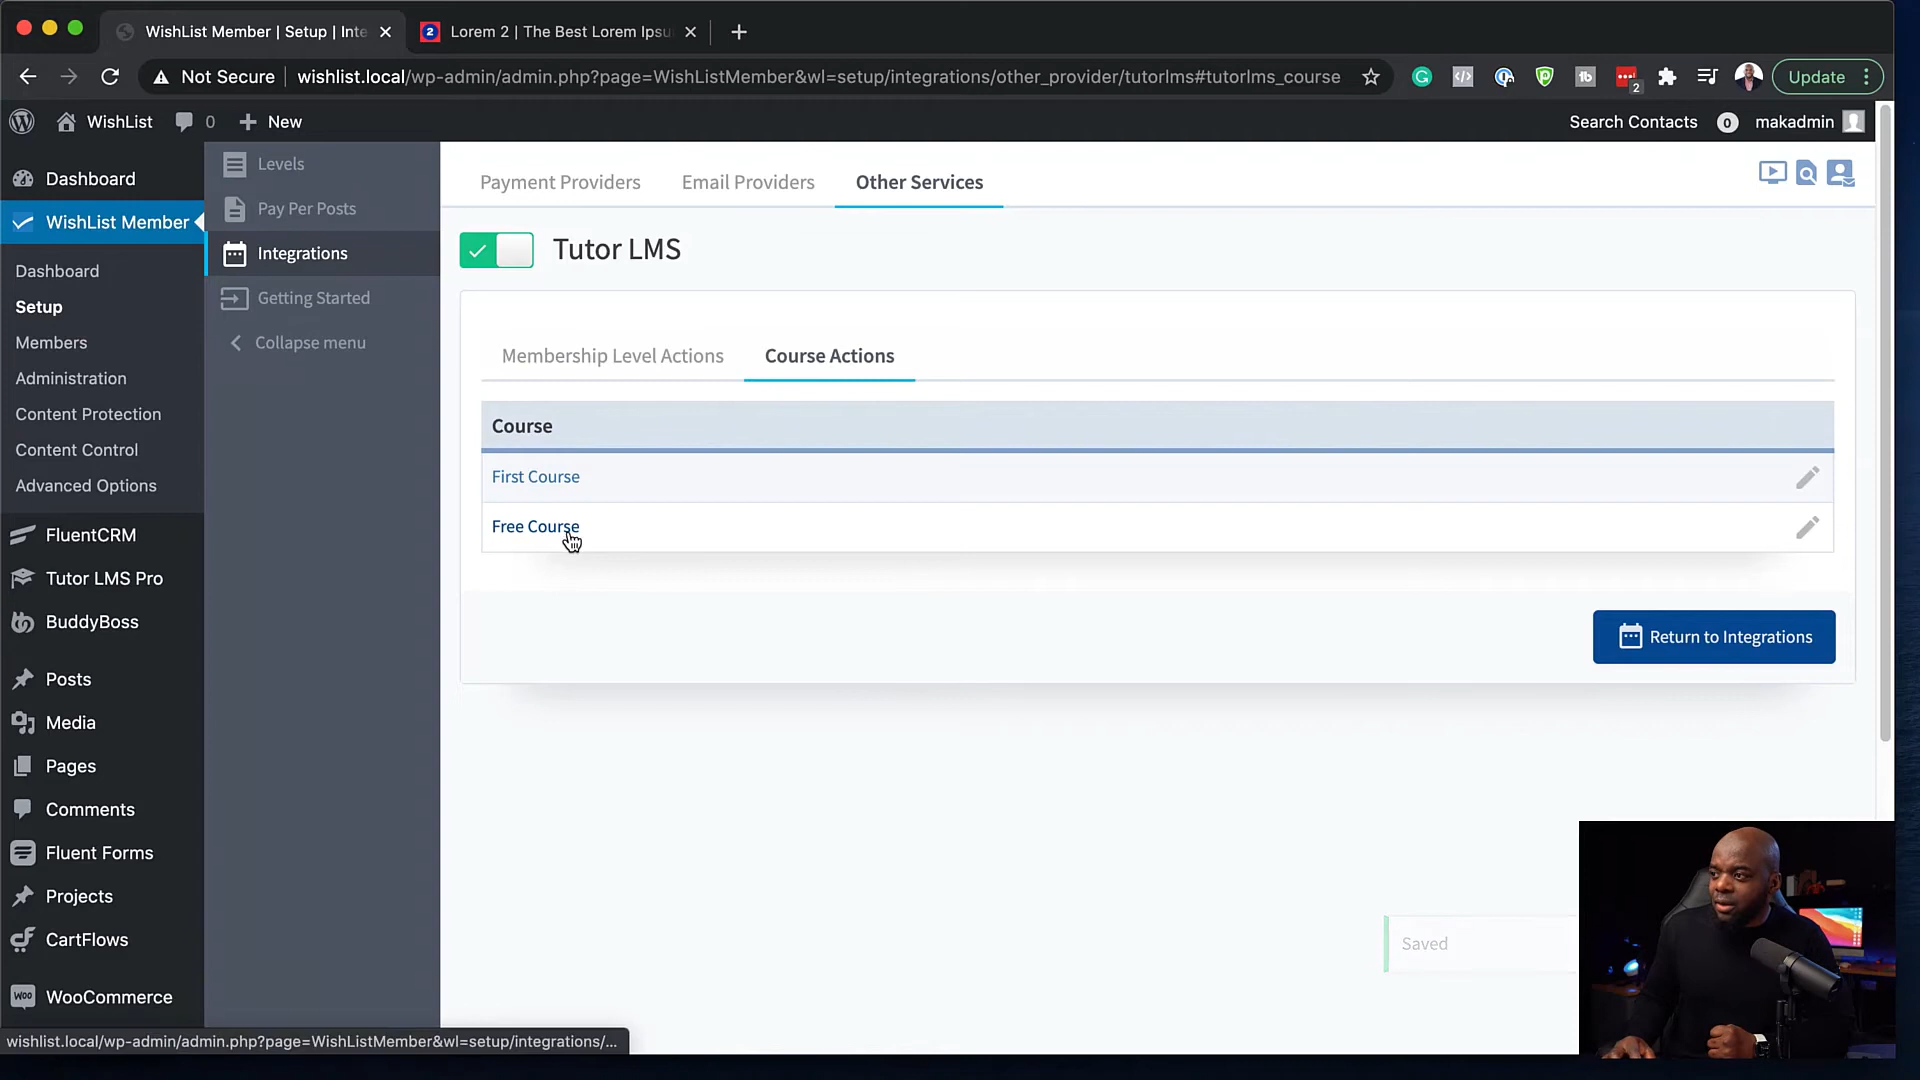 WishList Member | Setup | Inte
2
Lorem 2 | The Best Lorem Ipsu
Not Secure
wishlist.local/wp-admin/admin.php?page=WishListMember&wl=setup/integrations/other_provider/tutorlms#tutorlms_course
2
Update
WishList
0
New
Search Contacts
0
makadmin
Dashboard
WishList Member
Dashboard
Setup
Members
Administration
Content Protection
Content Control
Advanced Options
FluentCRM
Tutor LMS Pro
BuddyBoss
Posts
Media
Pages
Comments
Fluent Forms
Projects
CartFlows
Woo
WooCommerce
Levels
Pay Per Posts
Integrations
Getting Started
Collapse menu
Payment Providers
Email Providers
Other Services
Tutor LMS
Membership Level Actions
Course Actions
Course
First Course
Free Course
Return to Integrations
Saved
wishlist.local/wp-admin/admin.php?page=WishListMember&wl=setup/integrations/...